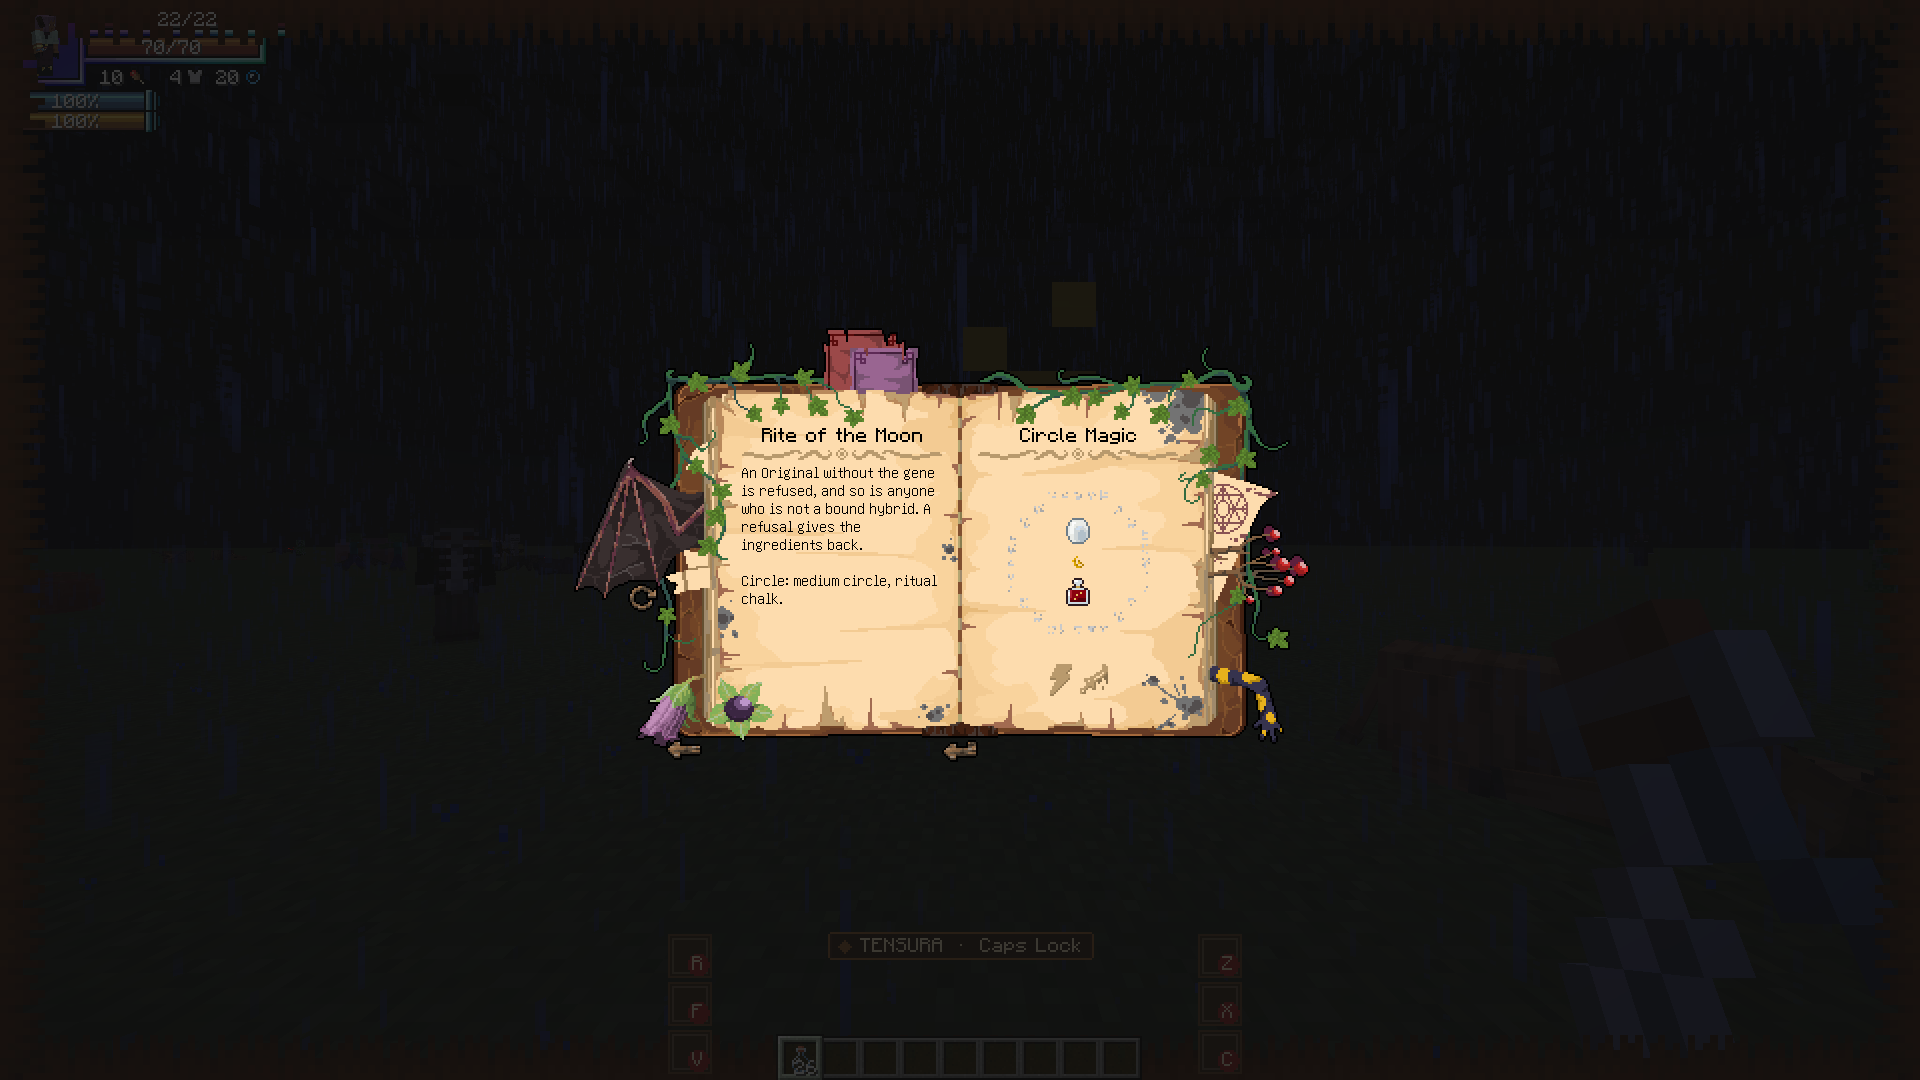 22/22
70/70
10 4 20
100%
100%
Rite of the Moon
An Original without the gene
is refused, and so is anyone
who is not a bound hybrid. A
refusal gives the
ingredients back.
Circle: medium circle, ritual
chalk.
Circle Magic
TENSURA · Caps Lock
R
F
V
Z
X
C
26